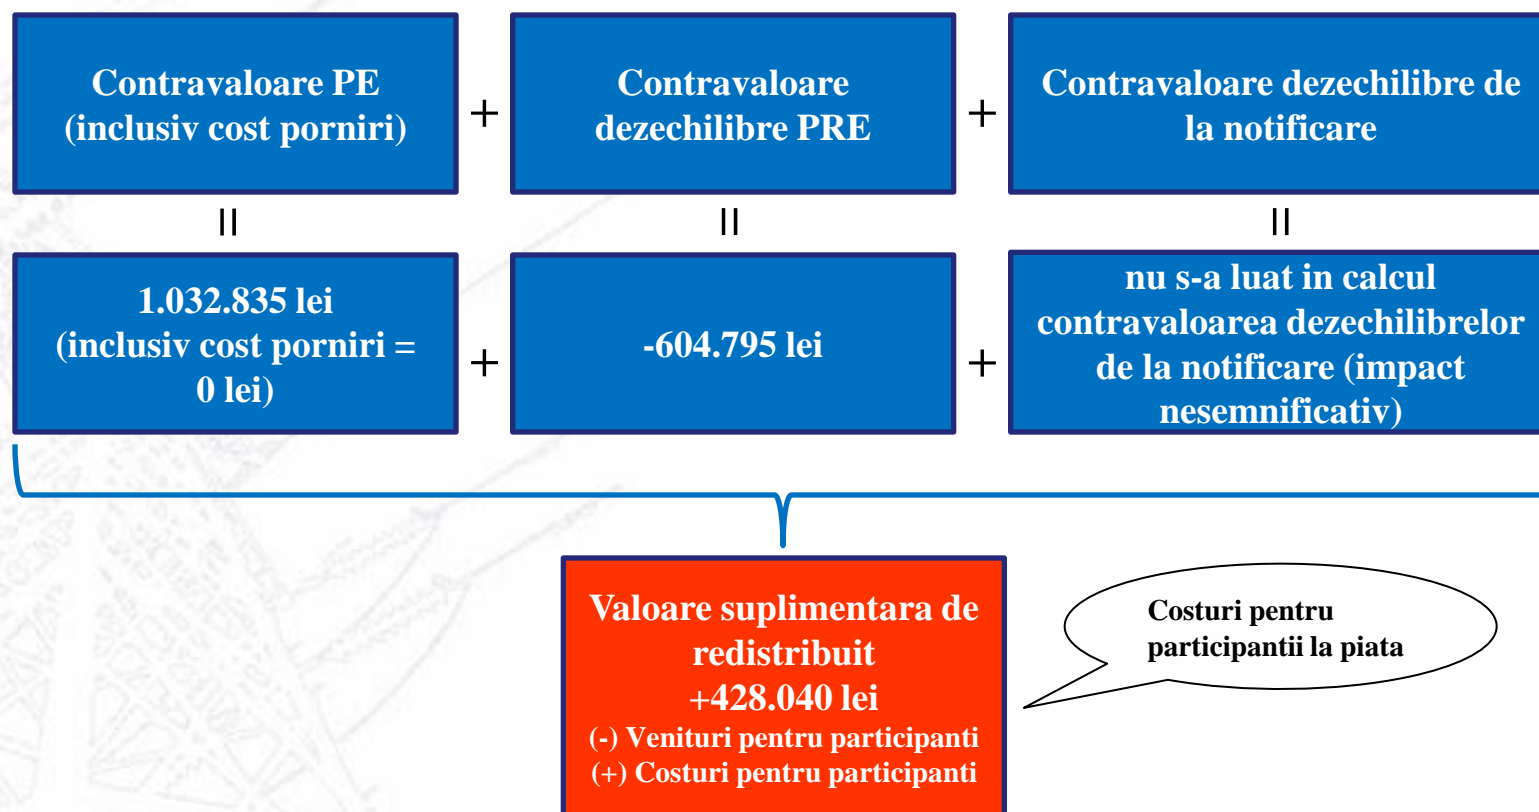 Contravaloare PE
(inclusiv cost porniri)
+
Contravaloare
dezechilibre PRE
+
Contravaloare dezechilibre de
la notificare
=
=
=
1.032.835 lei
(inclusiv cost porniri =
0 lei)
+
-604.795 lei
+
nu s-a luat in calcul
contravaloarea dezechilibrelor
de la notificare (impact
nesemnificativ)
Valoare suplimentara de
redistribuit
+428.040 lei
(-) Venituri pentru participanti
(+) Costuri pentru participanti
Costuri pentru
participantii la piata